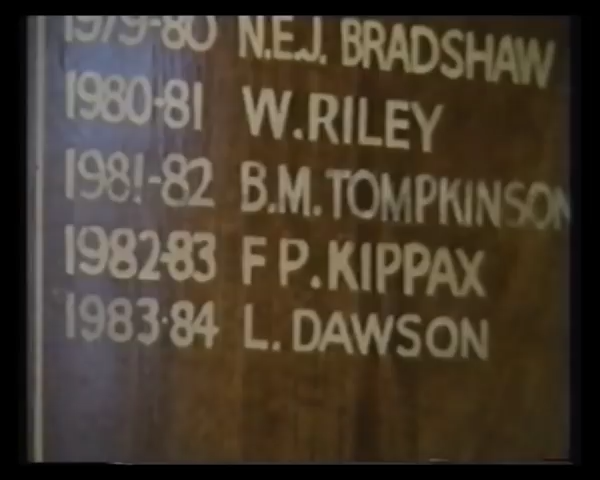 1979-80 N.E.J. BRADSHAW
1980-81 W. RILEY
1981-82 B.M. TOMPKINSON
1982-83 F P. KIPPAX
1983-84 L. DAWSON